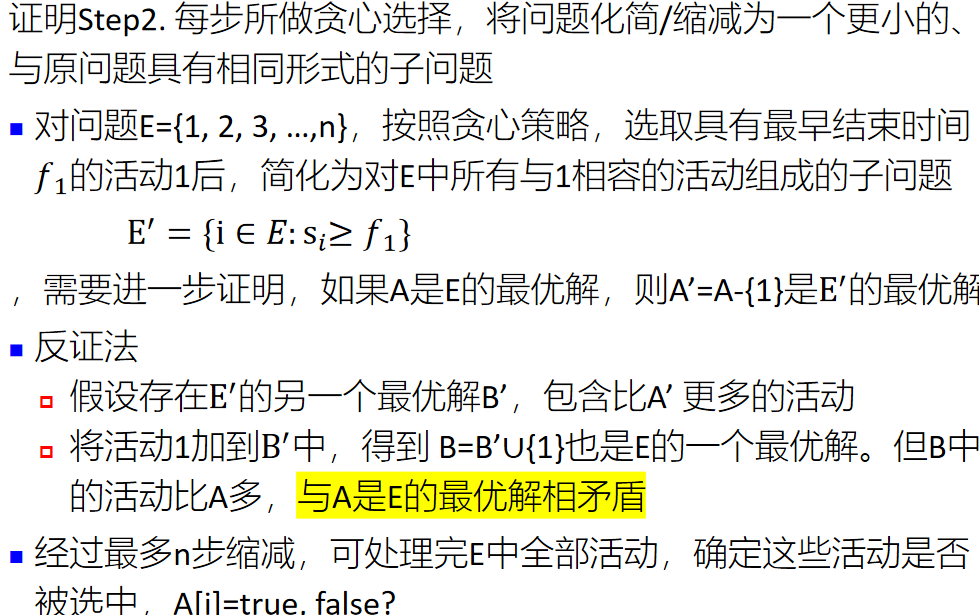 证明Step2. 每步所做贪心选择，将问题化简/缩减为一个更小的、
与原问题具有相同形式的子问题
对问题E={1, 2, 3, …,n}，按照贪心策略，选取具有最早结束时间
f₁的活动1后，简化为对E中所有与1相容的活动组成的子问题
E′ = {i ∈ E: sᵢ≥ f₁}
，需要进一步证明，如果A是E的最优解，则A’=A-{1}是E′的最优解
反证法
假设存在E′的另一个最优解B’，包含比A’ 更多的活动
将活动1加到B′中，得到 B=B’∪{1}也是E的一个最优解。但B中
的活动比A多，与A是E的最优解相矛盾
经过最多n步缩减，可处理完E中全部活动，确定这些活动是否
被选中，A[i]=true, false?